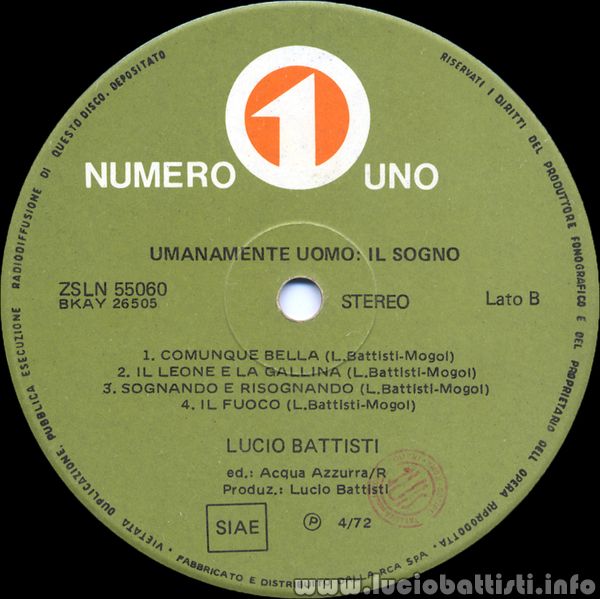 VIETATA DUPLICAZIONE, PUBBLICA ESECUZIONE RADIODIFFUSIONE DI QUESTO DISCO. DEPOSITATO
RISERVATI I DIRITTI DEL PRODUTTORE FONOGRAFICO E DEL PROPRIETARIO DELL'OPERA RIPRODOTTA
1
NUMERO UNO
UMANAMENTE UOMO: IL SOGNO
ZSLN 55060
BKAY 26505
STEREO
Lato B
1. COMUNQUE BELLA (L.Battisti-Mogol)
2. IL LEONE E LA GALLINA (L.Battisti-Mogol)
3. SOGNANDO E RISOGNANDO (L.Battisti-Mogol)
4. IL FUOCO (L.Battisti-Mogol)
LUCIO BATTISTI
ed.: Acqua Azzurra/R
Produz.: Lucio Battisti
SIAE
Ⓟ 4/72
FABBRICATO E DISTRIBUITO DALLA RCA SPA
www.luciobattisti.info